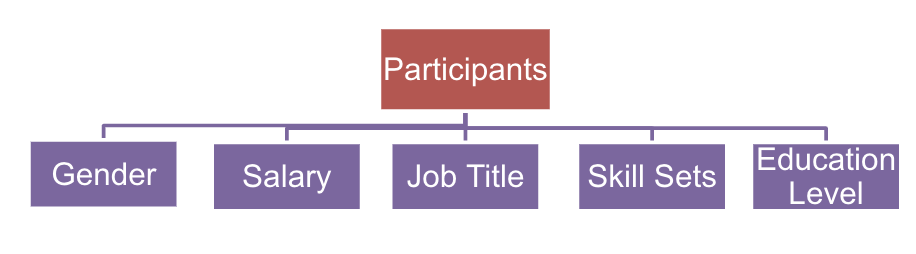 Participants
Gender
Salary
Job Title
Skill Sets
Education
Level